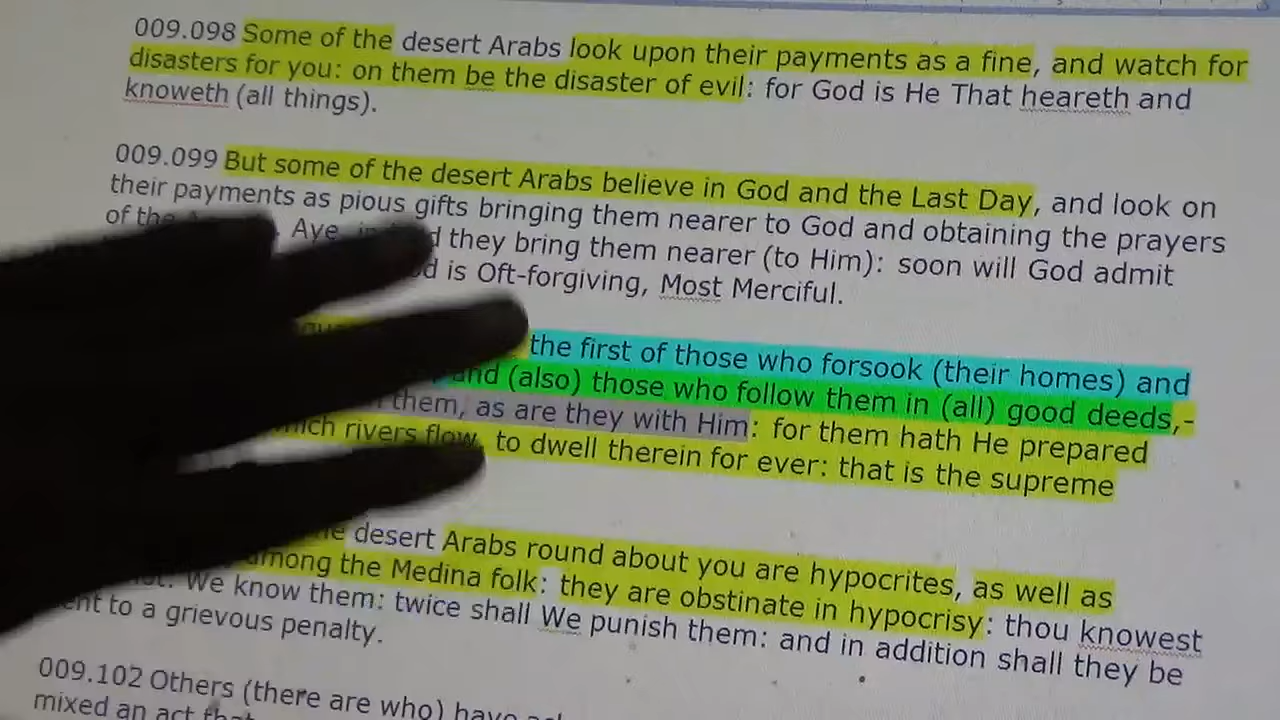 009.098 Some of the desert Arabs look upon their payments as a fine, and watch for
disasters for you: on them be the disaster of evil: for God is He That heareth and
knoweth (all things).
009.099 But some of the desert Arabs believe in God and the Last Day, and look on
their payments as pious gifts bringing them nearer to God and obtaining the prayers
of the Aye, they bring them nearer (to Him): soon will God admit
is Oft-forgiving, Most Merciful.
the first of those who forsook (their homes) and
and (also) those who follow them in (all) good deeds,-
them, as are they with Him: for them hath He prepared
rivers flow, to dwell therein for ever: that is the supreme
desert Arabs round about you are hypocrites, as well as
among the Medina folk: they are obstinate in hypocrisy: thou knowest
We know them: twice shall We punish them: and in addition shall they be
to a grievous penalty.
009.102 Others (there are who) have
mixed an act